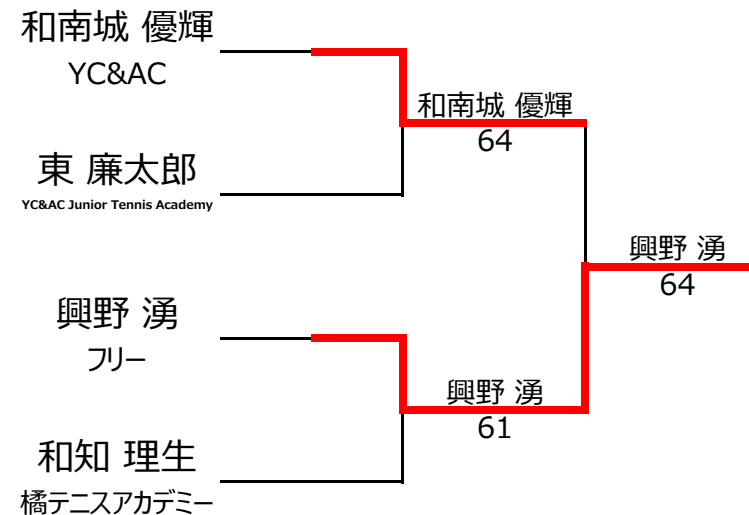 和南城 優輝
YC&AC
和南城 優輝
64
東 廉太郎
YC&AC Junior Tennis Academy
興野 湧
64
興野 湧
フリー
興野 湧
61
和知 理生
橘テニスアカデミー